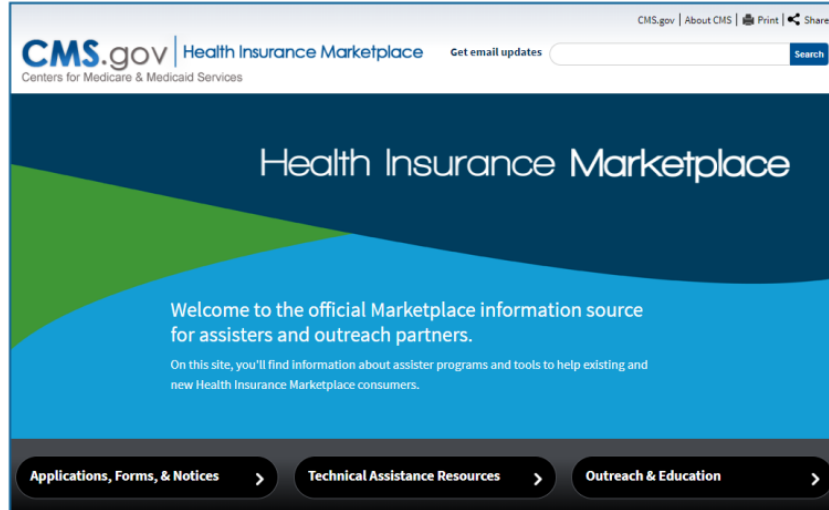 CMS.gov | About CMS | Print | Share
CMS.gov | Health Insurance Marketplace
Get email updates
Search
Centers for Medicare & Medicaid Services
Health Insurance Marketplace
Welcome to the official Marketplace information source
for assisters and outreach partners.
On this site, you'll find information about assister programs and tools to help existing and
new Health Insurance Marketplace consumers.
Applications, Forms, & Notices
Technical Assistance Resources
Outreach & Education